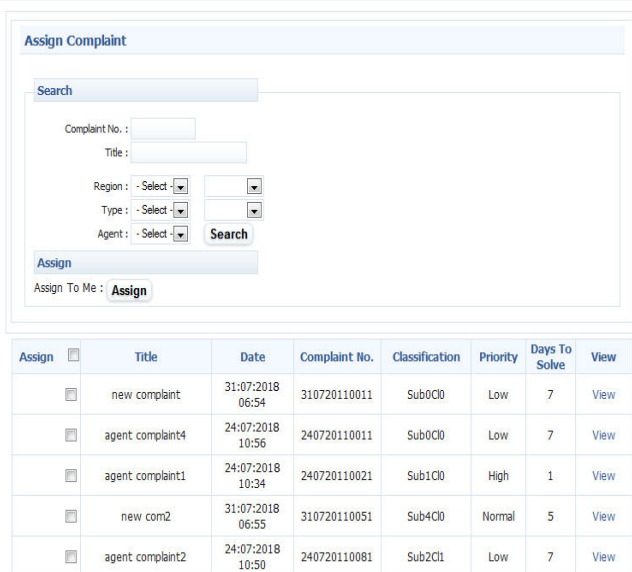 Assign Complaint
Search
Complaint No. :
Title :
Region : - Select -
Type : - Select -
Agent : - Select - Search
Assign
Assign To Me : Assign
Assign Title Date Complaint No. Classification Priority Days To Solve View
new complaint 31:07:2018 06:54 310720110011 Sub0Cl0 Low 7 View
agent complaint4 24:07:2018 10:56 240720110011 Sub0Cl0 Low 7 View
agent complaint1 24:07:2018 10:34 240720110021 Sub1Cl0 High 1 View
new com2 31:07:2018 06:55 310720110051 Sub4Cl0 Normal 5 View
agent complaint2 24:07:2018 10:50 240720110081 Sub2Cl1 Low 7 View